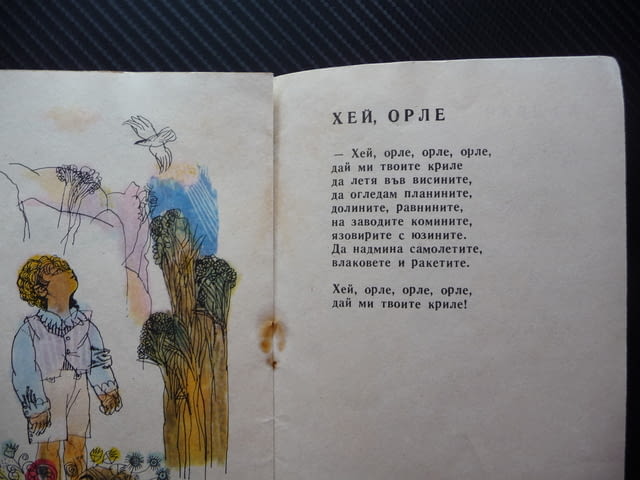 ХЕЙ, ОРЛЕ
— Хей, орле, орле, орле,
дай ми твоите криле
да летя във висините,
да огледам планините,
долините, равнините,
на заводите комините,
язовирите с юзините.
Да надмина самолетите,
влаковете и ракетите.
Хей, орле, орле, орле,
дай ми твоите криле!